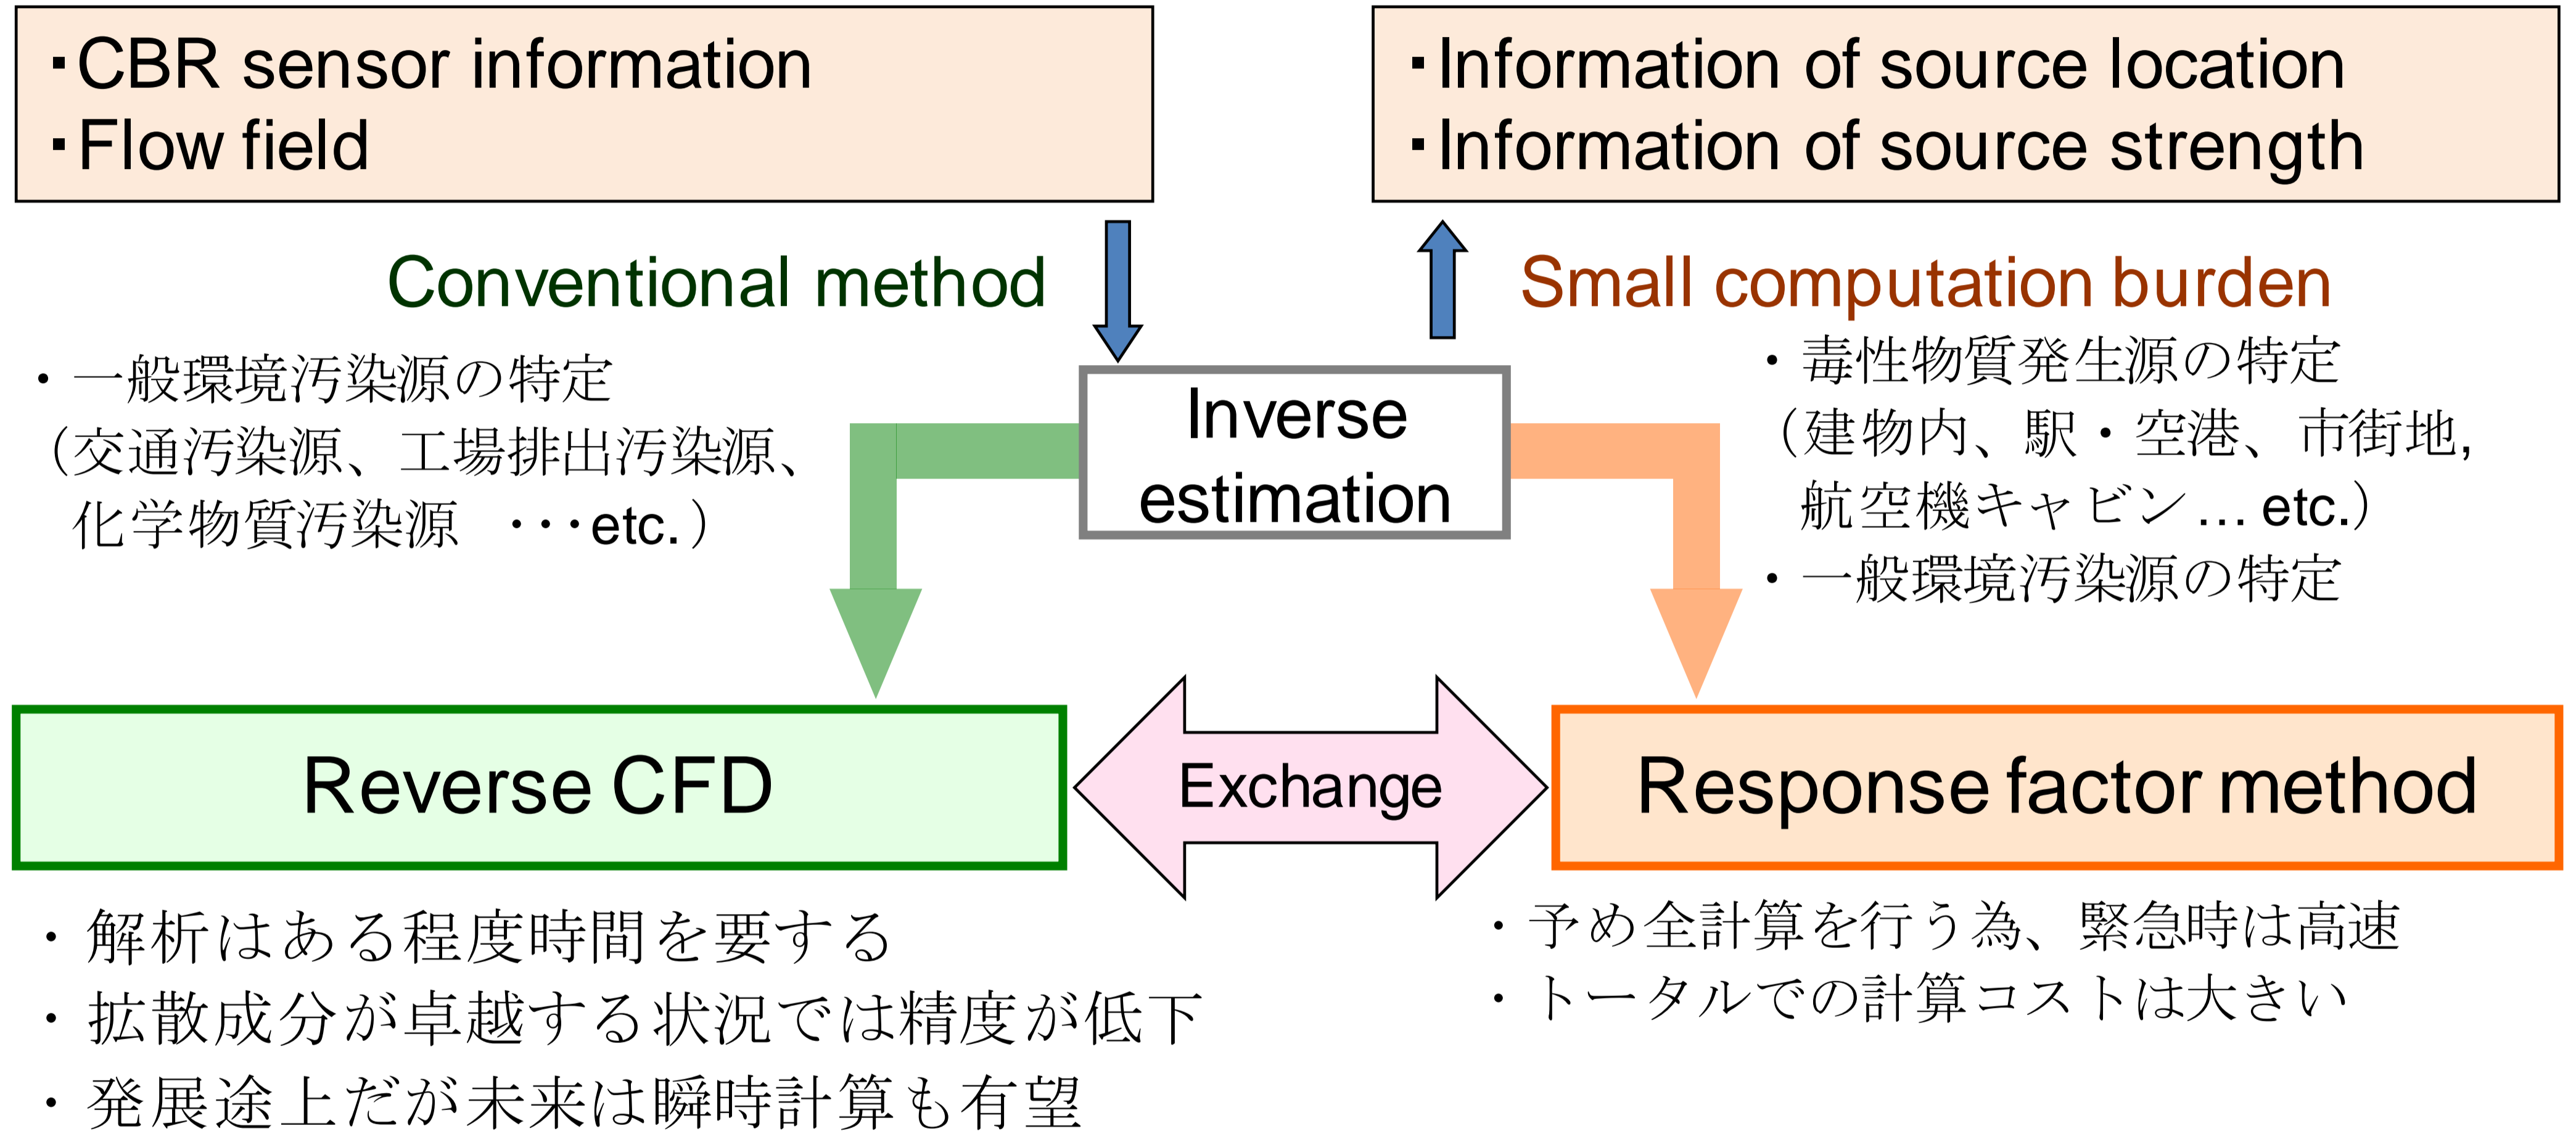 ・CBR sensor information
・Flow field
・Information of source location
・Information of source strength
Conventional method
・一般環境汚染源の特定
（交通汚染源、工場排出汚染源、
化学物質汚染源　･･･etc.）
Inverse
estimation
Small computation burden
・毒性物質発生源の特定
（建物内、駅・空港、市街地,
航空機キャビン... etc.）
・一般環境汚染源の特定
Reverse CFD
Exchange
Response factor method
・解析はある程度時間を要する
・拡散成分が卓越する状況では精度が低下
・発展途上だが未来は瞬時計算も有望
・予め全計算を行う為、緊急時は高速
・トータルでの計算コストは大きい